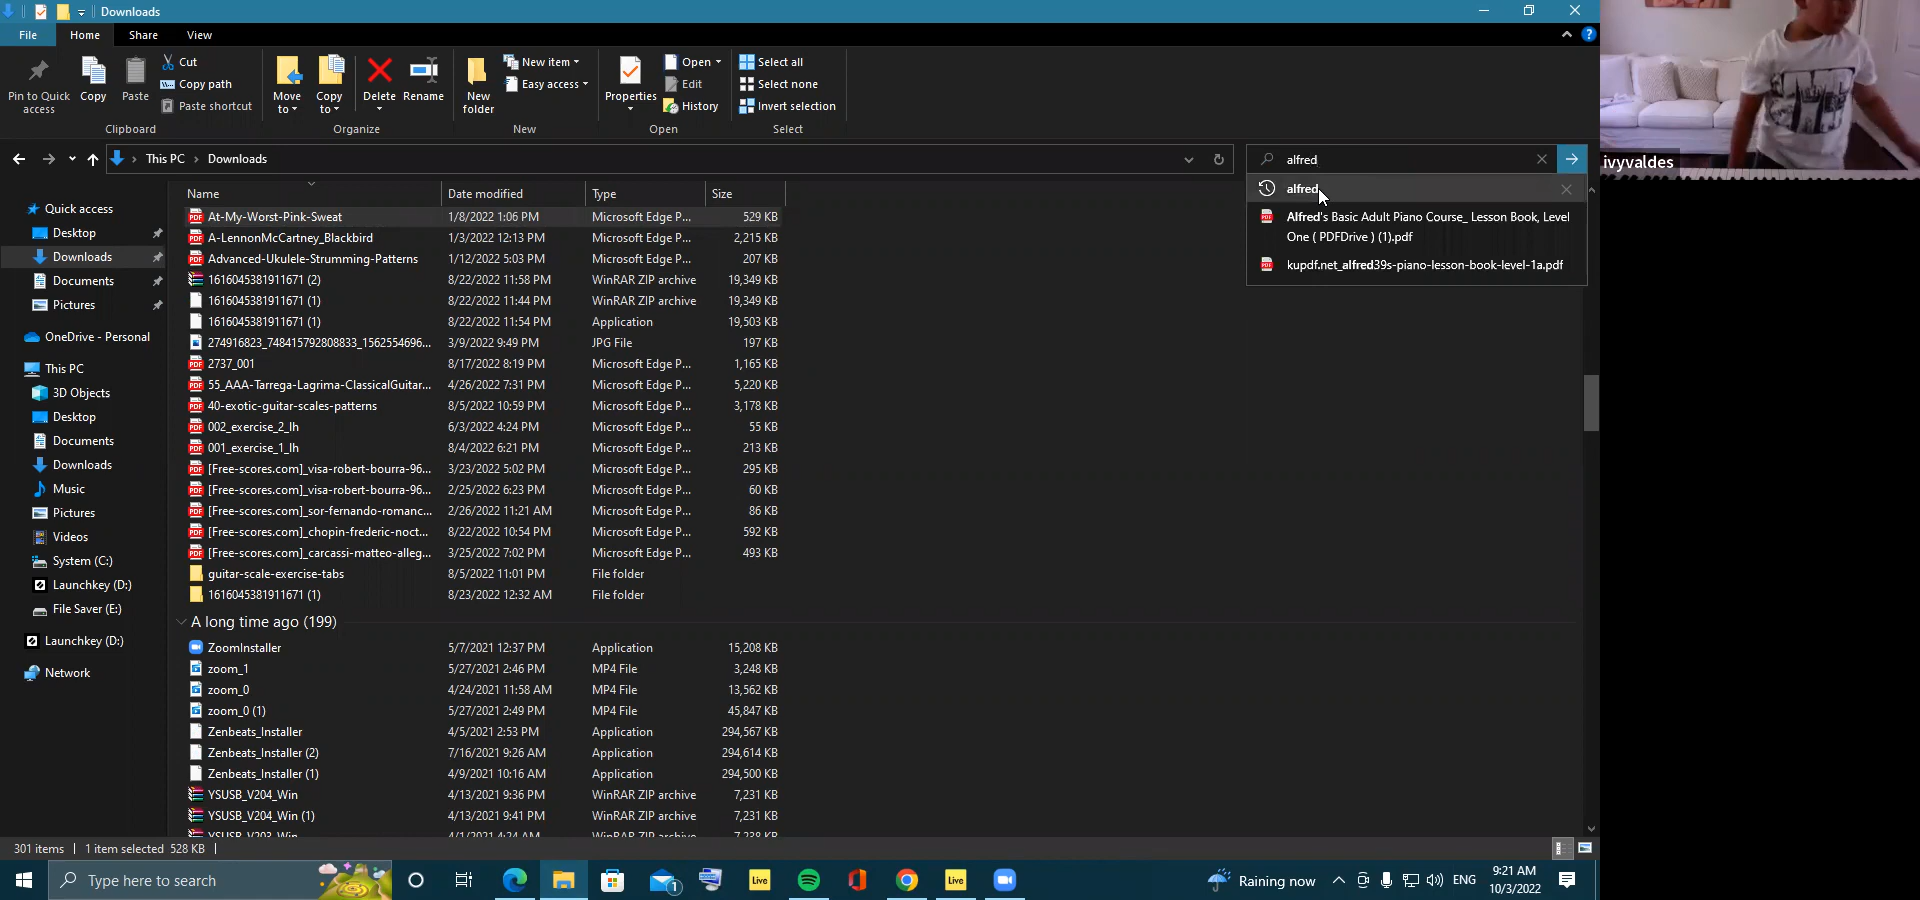 Downloads
File Home Share View
Pin to Quick access
Copy
Paste
Cut
Copy path
Paste shortcut
Clipboard
Move to
Copy to
Delete
Rename
Organize
New folder
New item
Easy access
New
Properties
Open
Edit
History
Open
Select all
Select none
Invert selection
Select
This PC > Downloads
alfred
alfred
Alfred's Basic Adult Piano Course_ Lesson Book, Level
One ( PDFDrive ) (1).pdf
kupdf.net_alfred39s-piano-lesson-book-level-1a.pdf
ivyvaldes
Quick access
Desktop
Downloads
Documents
Pictures
OneDrive - Personal
This PC
3D Objects
Desktop
Documents
Downloads
Music
Pictures
Videos
System (C:)
Launchkey (D:)
File Saver (E:)
Launchkey (D:)
Network
Name Date modified Type Size
At-My-Worst-Pink-Sweat 1/8/2022 1:06 PM Microsoft Edge P... 529 KB
A-LennonMcCartney_Blackbird 1/3/2022 12:13 PM Microsoft Edge P... 2,215 KB
Advanced-Ukulele-Strumming-Patterns 1/12/2022 5:03 PM Microsoft Edge P... 207 KB
1616045381911671 (2) 8/22/2022 11:58 PM WinRAR ZIP archive 19,349 KB
1616045381911671 (1) 8/22/2022 11:44 PM WinRAR ZIP archive 19,349 KB
1616045381911671 (1) 8/22/2022 11:54 PM Application 19,503 KB
274916823_748415792808833_1562554696... 3/9/2022 9:49 PM JPG File 197 KB
2737_001 8/17/2022 8:19 PM Microsoft Edge P... 1,165 KB
55_AAA-Tarrega-Lagrima-ClassicalGuitar... 4/26/2022 7:31 PM Microsoft Edge P... 5,220 KB
40-exotic-guitar-scales-patterns 8/5/2022 10:59 PM Microsoft Edge P... 3,178 KB
002_exercise_2_lh 6/3/2022 4:24 PM Microsoft Edge P... 55 KB
001_exercise_1_lh 8/4/2022 6:21 PM Microsoft Edge P... 213 KB
[Free-scores.com]_visa-robert-bourra-96... 3/23/2022 5:02 PM Microsoft Edge P... 295 KB
[Free-scores.com]_visa-robert-bourra-96... 2/25/2022 6:23 PM Microsoft Edge P... 60 KB
[Free-scores.com]_sor-fernando-romanc... 2/26/2022 11:21 AM Microsoft Edge P... 86 KB
[Free-scores.com]_chopin-frederic-noct... 8/22/2022 10:54 PM Microsoft Edge P... 592 KB
[Free-scores.com]_carcassi-matteo-alleg... 3/25/2022 7:02 PM Microsoft Edge P... 493 KB
guitar-scale-exercise-tabs 8/5/2022 11:01 PM File folder
1616045381911671 (1) 8/23/2022 12:32 AM File folder
A long time ago (199)
ZoomInstaller 5/7/2021 12:37 PM Application 15,208 KB
zoom_1 5/27/2021 2:46 PM MP4 File 3,248 KB
zoom_0 4/24/2021 11:58 AM MP4 File 13,562 KB
zoom_0 (1) 5/27/2021 2:49 PM MP4 File 45,847 KB
Zenbeats_Installer 4/5/2021 2:53 PM Application 294,567 KB
Zenbeats_Installer (2) 7/16/2021 9:26 AM Application 294,614 KB
Zenbeats_Installer (1) 4/9/2021 10:16 AM Application 294,500 KB
YSUSB_V204_Win 4/13/2021 9:36 PM WinRAR ZIP archive 7,231 KB
YSUSB_V204_Win (1) 4/13/2021 9:41 PM WinRAR ZIP archive 7,231 KB
YSUSB_V203_Win 4/1/2021 4:24 AM WinRAR ZIP archive 7,238 KB
301 items 1 item selected 528 KB
Type here to search
1
Live
Live
Raining now
ENG
9:21 AM
10/3/2022